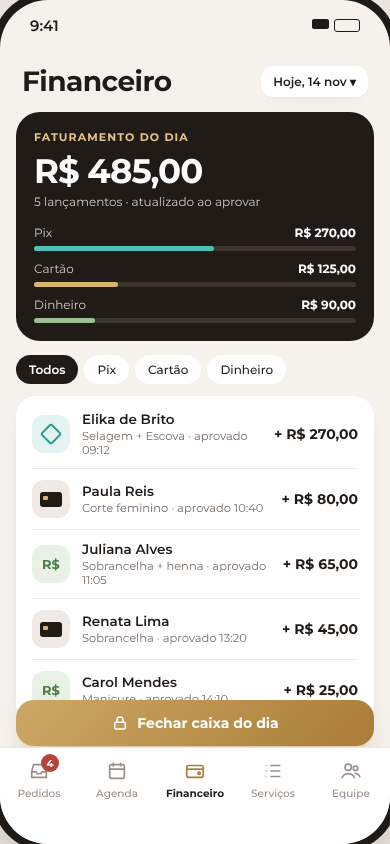 9:41
Financeiro
Hoje, 14 nov ▾
FATURAMENTO DO DIA
R$ 485,00
5 lançamentos · atualizado ao aprovar
Pix R$ 270,00
Cartão R$ 125,00
Dinheiro R$ 90,00
Todos Pix Cartão Dinheiro
Elika de Brito
Selagem + Escova · aprovado
09:12
+ R$ 270,00
Paula Reis
Corte feminino · aprovado 10:40
+ R$ 80,00
R$
Juliana Alves
Sobrancelha + henna · aprovado
11:05
+ R$ 65,00
Renata Lima
Sobrancelha · aprovado 13:20
+ R$ 45,00
R$
Carol Mendes
Manicure · aprovado 14:10
+ R$ 25,00
Fechar caixa do dia
4
Pedidos Agenda Financeiro Serviços Equipe